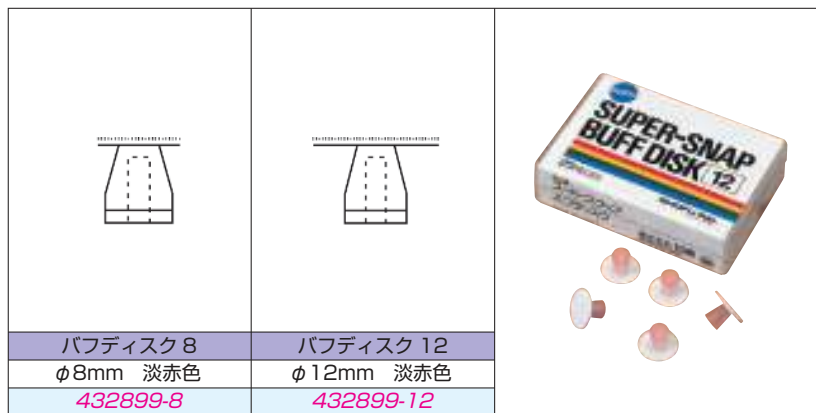 バフディスク 8
バフディスク 12
φ8mm 淡赤色
φ12mm 淡赤色
432899-8
432899-12
SUPER-SNAP
BUFF DISK [12]